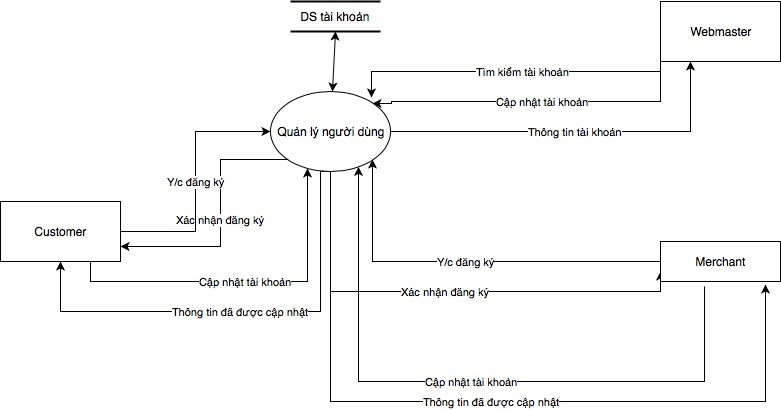 DS tài khoản
Webmaster
Tìm kiếm tài khoản
Cập nhật tài khoản
Quản lý người dùng
Thông tin tài khoản
Y/c đăng ký
Xác nhận đăng ký
Customer
Y/c đăng ký
Merchant
Cập nhật tài khoản
Xác nhận đăng ký
Thông tin đã được cập nhật
Cập nhật tài khoản
Thông tin đã được cập nhật